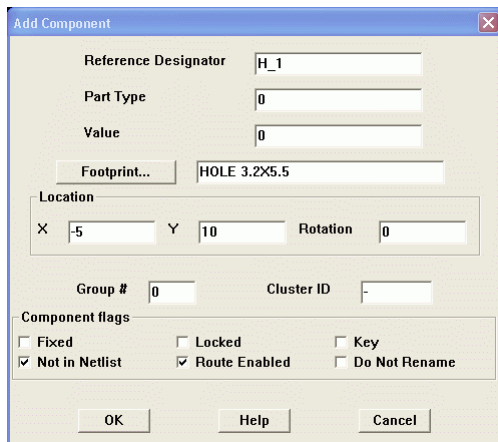 Add Component
Reference Designator H_1
Part Type 0
Value 0
Footprint... HOLE 3.2X5.5
Location
X -5 Y 10 Rotation 0
Group # 0 Cluster ID -
Component flags
Fixed Locked Key
Not in Netlist Route Enabled Do Not Rename
OK Help Cancel